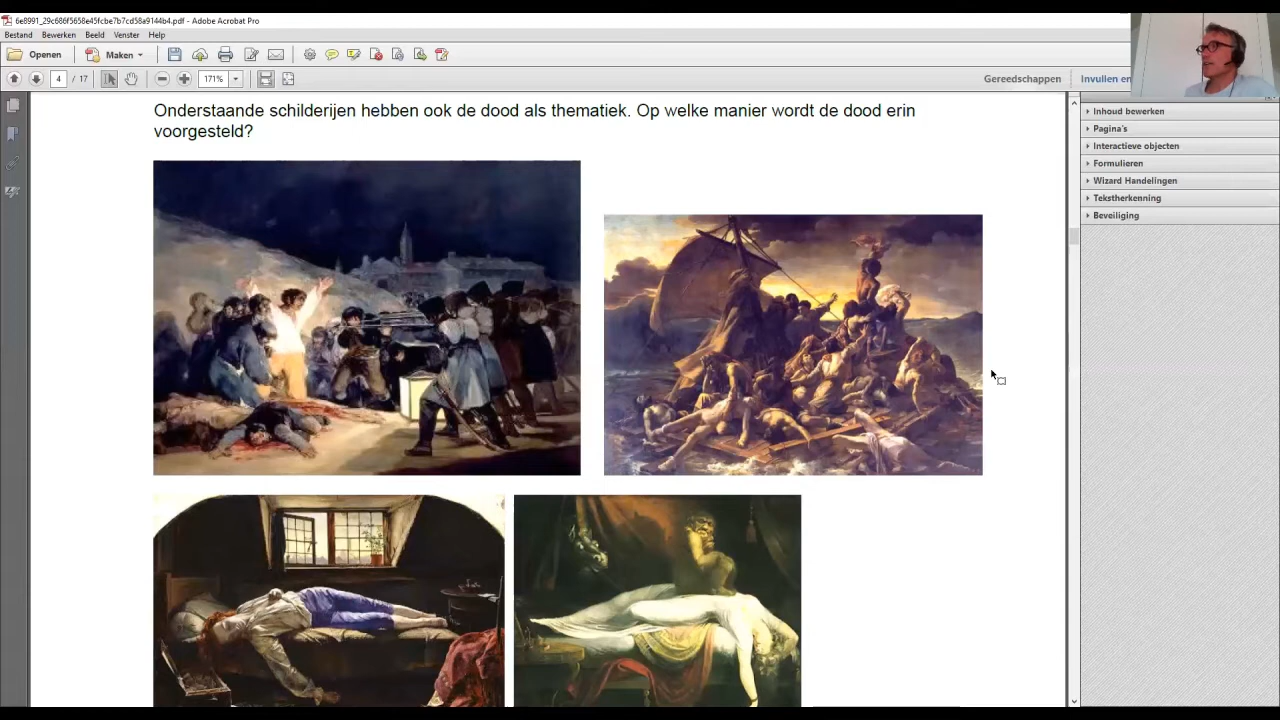 6e8991_29c686f5658e45fcbe7b7cd58a9144b4.pdf - Adobe Acrobat Pro
Bestand Bewerken Beeld Venster Help
Openen Maken
4 / 17 171% Gereedschappen Invullen en
Onderstaande schilderijen hebben ook de dood als thematiek. Op welke manier wordt de dood erin
voorgesteld?
Inhoud bewerken
Pagina's
Interactieve objecten
Formulieren
Wizard Handelingen
Tekstherkenning
Beveiliging